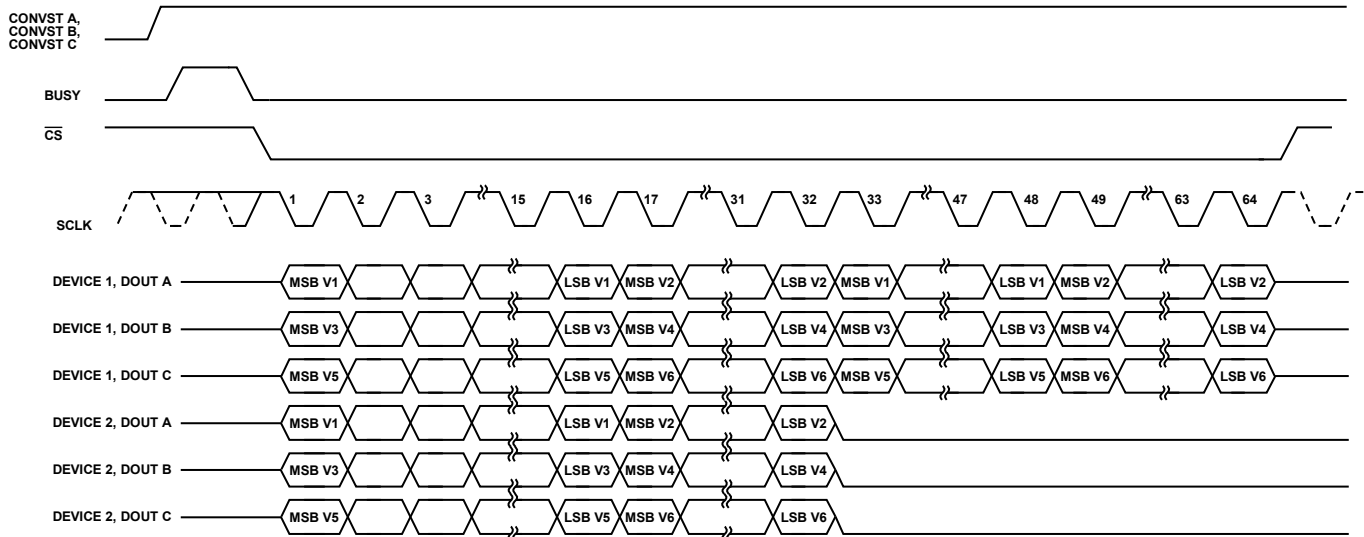 CONVST A,
CONVST B,
CONVST C
BUSY
CS
SCLK 1 2 3 15 16 17 31 32 33 47 48 49 63 64
DEVICE 1, DOUT A MSB V1 LSB V1 MSB V2 LSB V2 MSB V1 LSB V1 MSB V2 LSB V2
DEVICE 1, DOUT B MSB V3 LSB V3 MSB V4 LSB V4 MSB V3 LSB V3 MSB V4 LSB V4
DEVICE 1, DOUT C MSB V5 LSB V5 MSB V6 LSB V6 MSB V5 LSB V5 MSB V6 LSB V6
DEVICE 2, DOUT A MSB V1 LSB V1 MSB V2 LSB V2
DEVICE 2, DOUT B MSB V3 LSB V3 MSB V4 LSB V4
DEVICE 2, DOUT C MSB V5 LSB V5 MSB V6 LSB V6